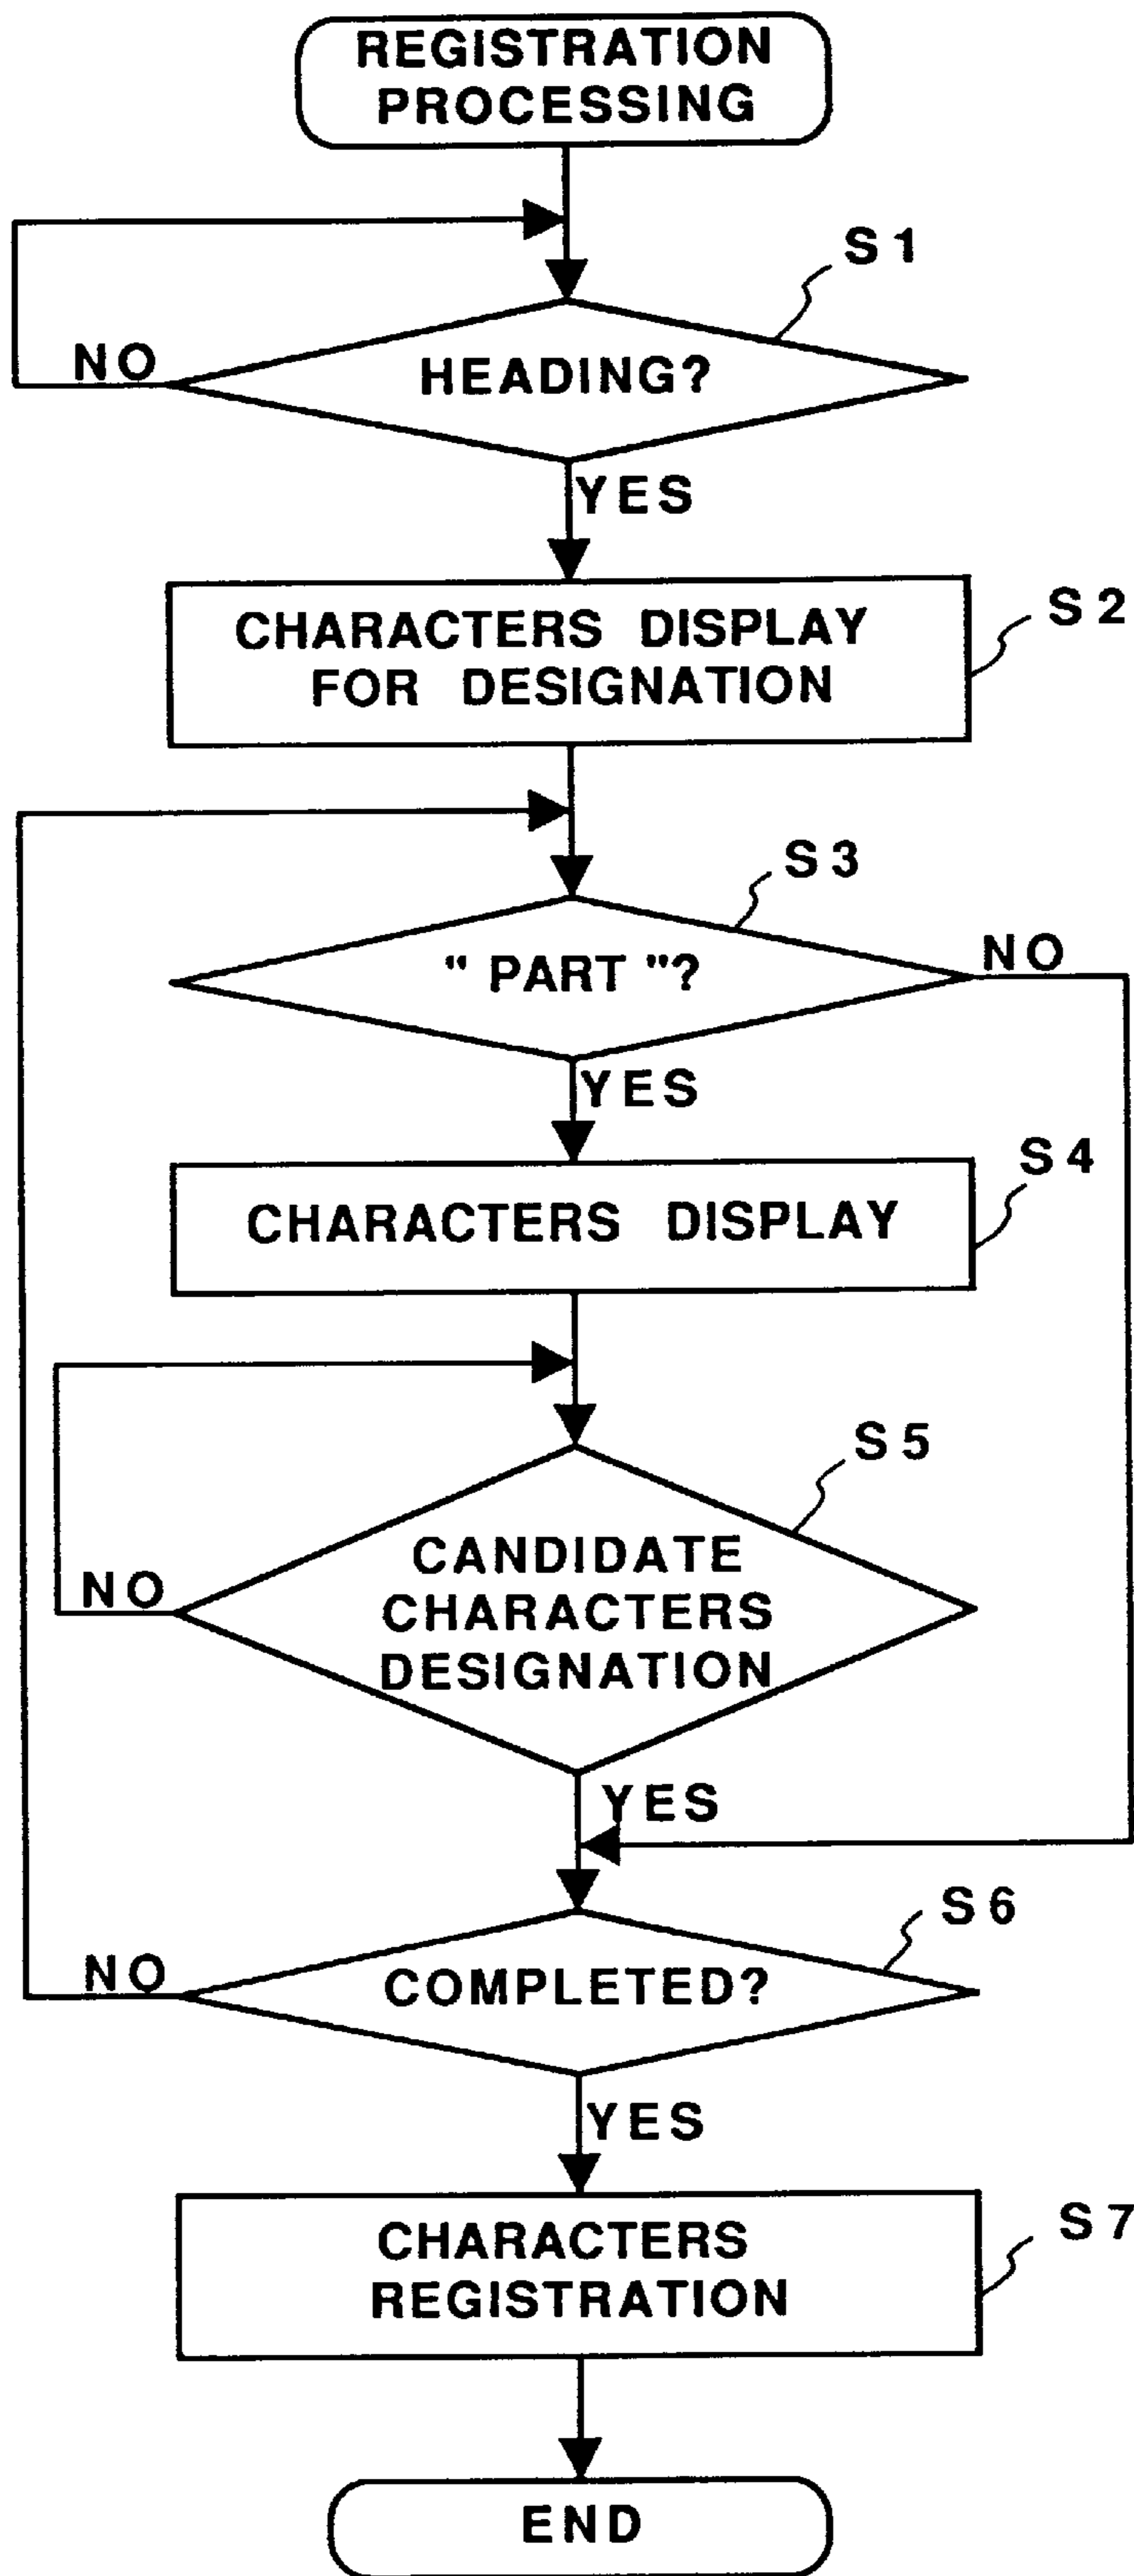 REGISTRATION
PROCESSING
S1
NO
HEADING?
YES
S2
CHARACTERS DISPLAY
FOR DESIGNATION
S3
" PART "?
NO
YES
S4
CHARACTERS DISPLAY
S5
CANDIDATE
NO
CHARACTERS
DESIGNATION
YES
S6
NO
COMPLETED?
YES
S7
CHARACTERS
REGISTRATION
END